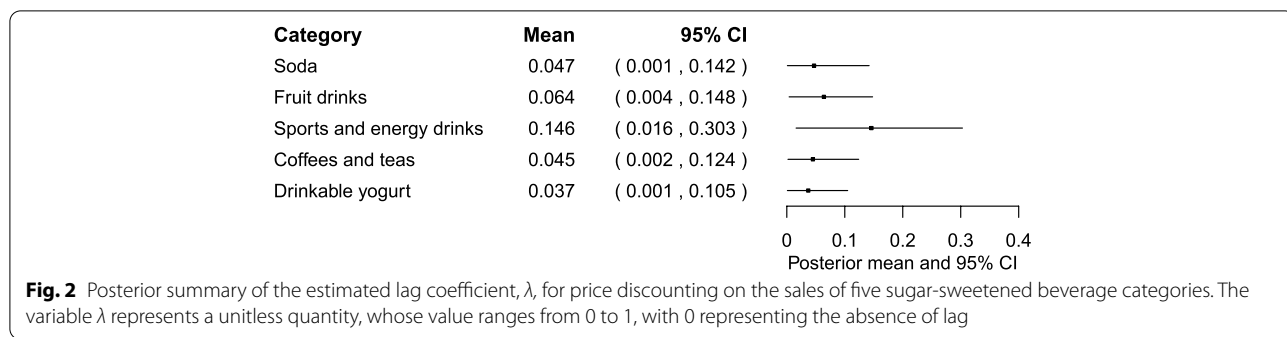 Category Mean 95% CI
Soda 0.047 ( 0.001 , 0.142 )
Fruit drinks 0.064 ( 0.004 , 0.148 )
Sports and energy drinks 0.146 ( 0.016 , 0.303 )
Coffees and teas 0.045 ( 0.002 , 0.124 )
Drinkable yogurt 0.037 ( 0.001 , 0.105 )
0 0.1 0.2 0.3 0.4
Posterior mean and 95% CI
Fig. 2 Posterior summary of the estimated lag coefficient, λ, for price discounting on the sales of five sugar-sweetened beverage categories. The
variable λ represents a unitless quantity, whose value ranges from 0 to 1, with 0 representing the absence of lag